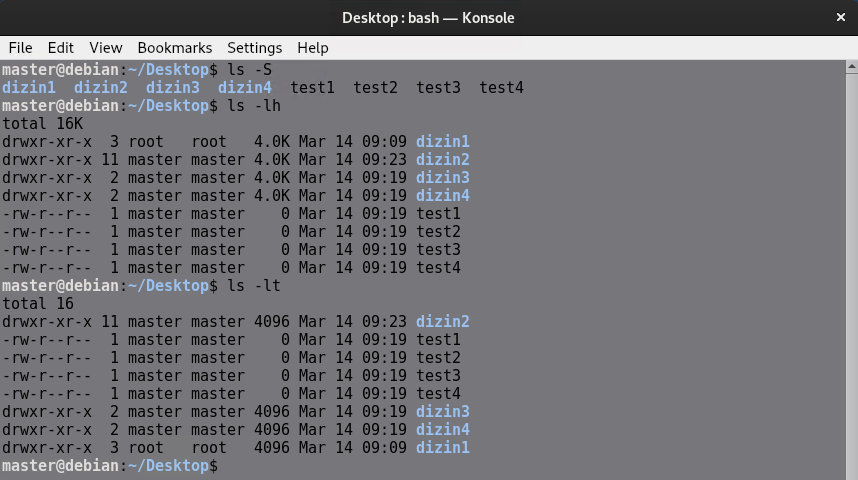 Desktop : bash — Konsole
File Edit View Bookmarks Settings Help
master@debian:~/Desktop$ ls -S
dizin1  dizin2  dizin3  dizin4  test1  test2  test3  test4
master@debian:~/Desktop$ ls -lh
total 16K
drwxr-xr-x  3 root   root   4.0K Mar 14 09:09 dizin1
drwxr-xr-x 11 master master 4.0K Mar 14 09:23 dizin2
drwxr-xr-x  2 master master 4.0K Mar 14 09:19 dizin3
drwxr-xr-x  2 master master 4.0K Mar 14 09:19 dizin4
-rw-r--r--  1 master master    0 Mar 14 09:19 test1
-rw-r--r--  1 master master    0 Mar 14 09:19 test2
-rw-r--r--  1 master master    0 Mar 14 09:19 test3
-rw-r--r--  1 master master    0 Mar 14 09:19 test4
master@debian:~/Desktop$ ls -lt
total 16
drwxr-xr-x 11 master master 4096 Mar 14 09:23 dizin2
-rw-r--r--  1 master master    0 Mar 14 09:19 test1
-rw-r--r--  1 master master    0 Mar 14 09:19 test2
-rw-r--r--  1 master master    0 Mar 14 09:19 test3
-rw-r--r--  1 master master    0 Mar 14 09:19 test4
drwxr-xr-x  2 master master 4096 Mar 14 09:19 dizin3
drwxr-xr-x  2 master master 4096 Mar 14 09:19 dizin4
drwxr-xr-x  3 root   root   4096 Mar 14 09:09 dizin1
master@debian:~/Desktop$